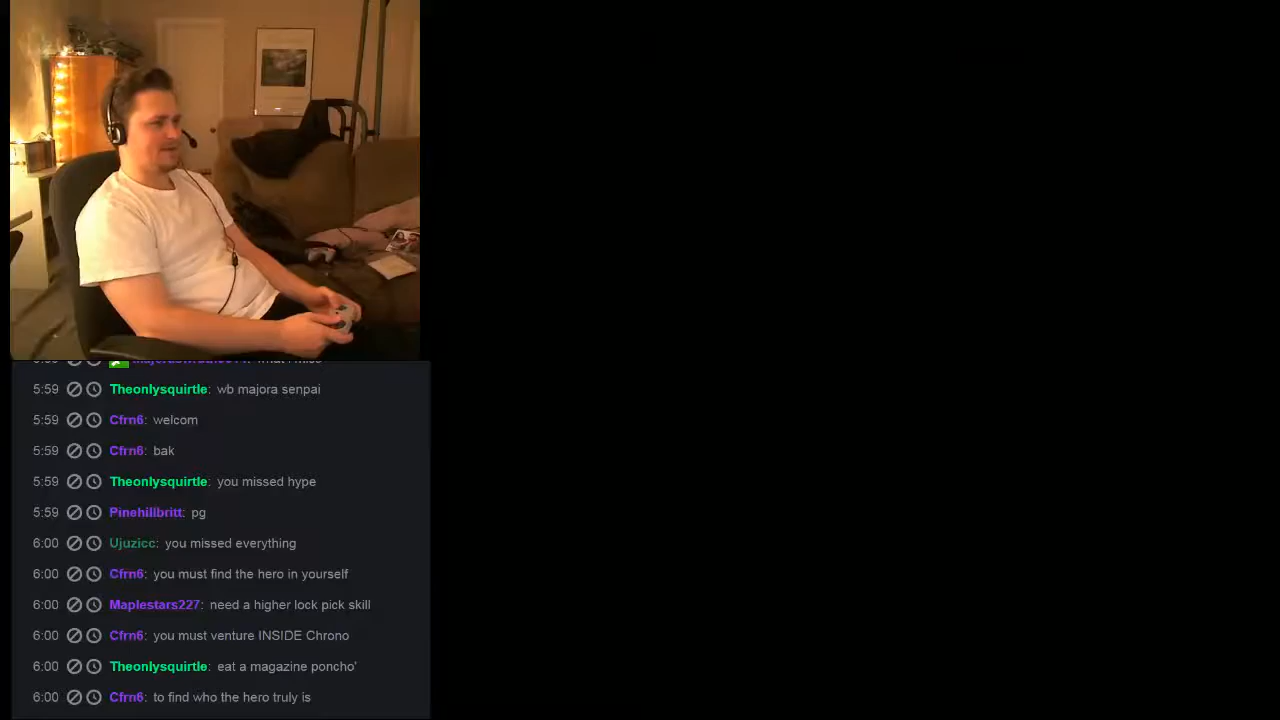 5:59 Theonlysquirtle: wb majora senpai
5:59 Cfrn6: welcom
5:59 Cfrn6: bak
5:59 Theonlysquirtle: you missed hype
5:59 Pinehillbritt: pg
6:00 Ujuzicc: you missed everything
6:00 Cfrn6: you must find the hero in yourself
6:00 Maplestars227: need a higher lock pick skill
6:00 Cfrn6: you must venture INSIDE Chrono
6:00 Theonlysquirtle: eat a magazine poncho'
6:00 Cfrn6: to find who the hero truly is